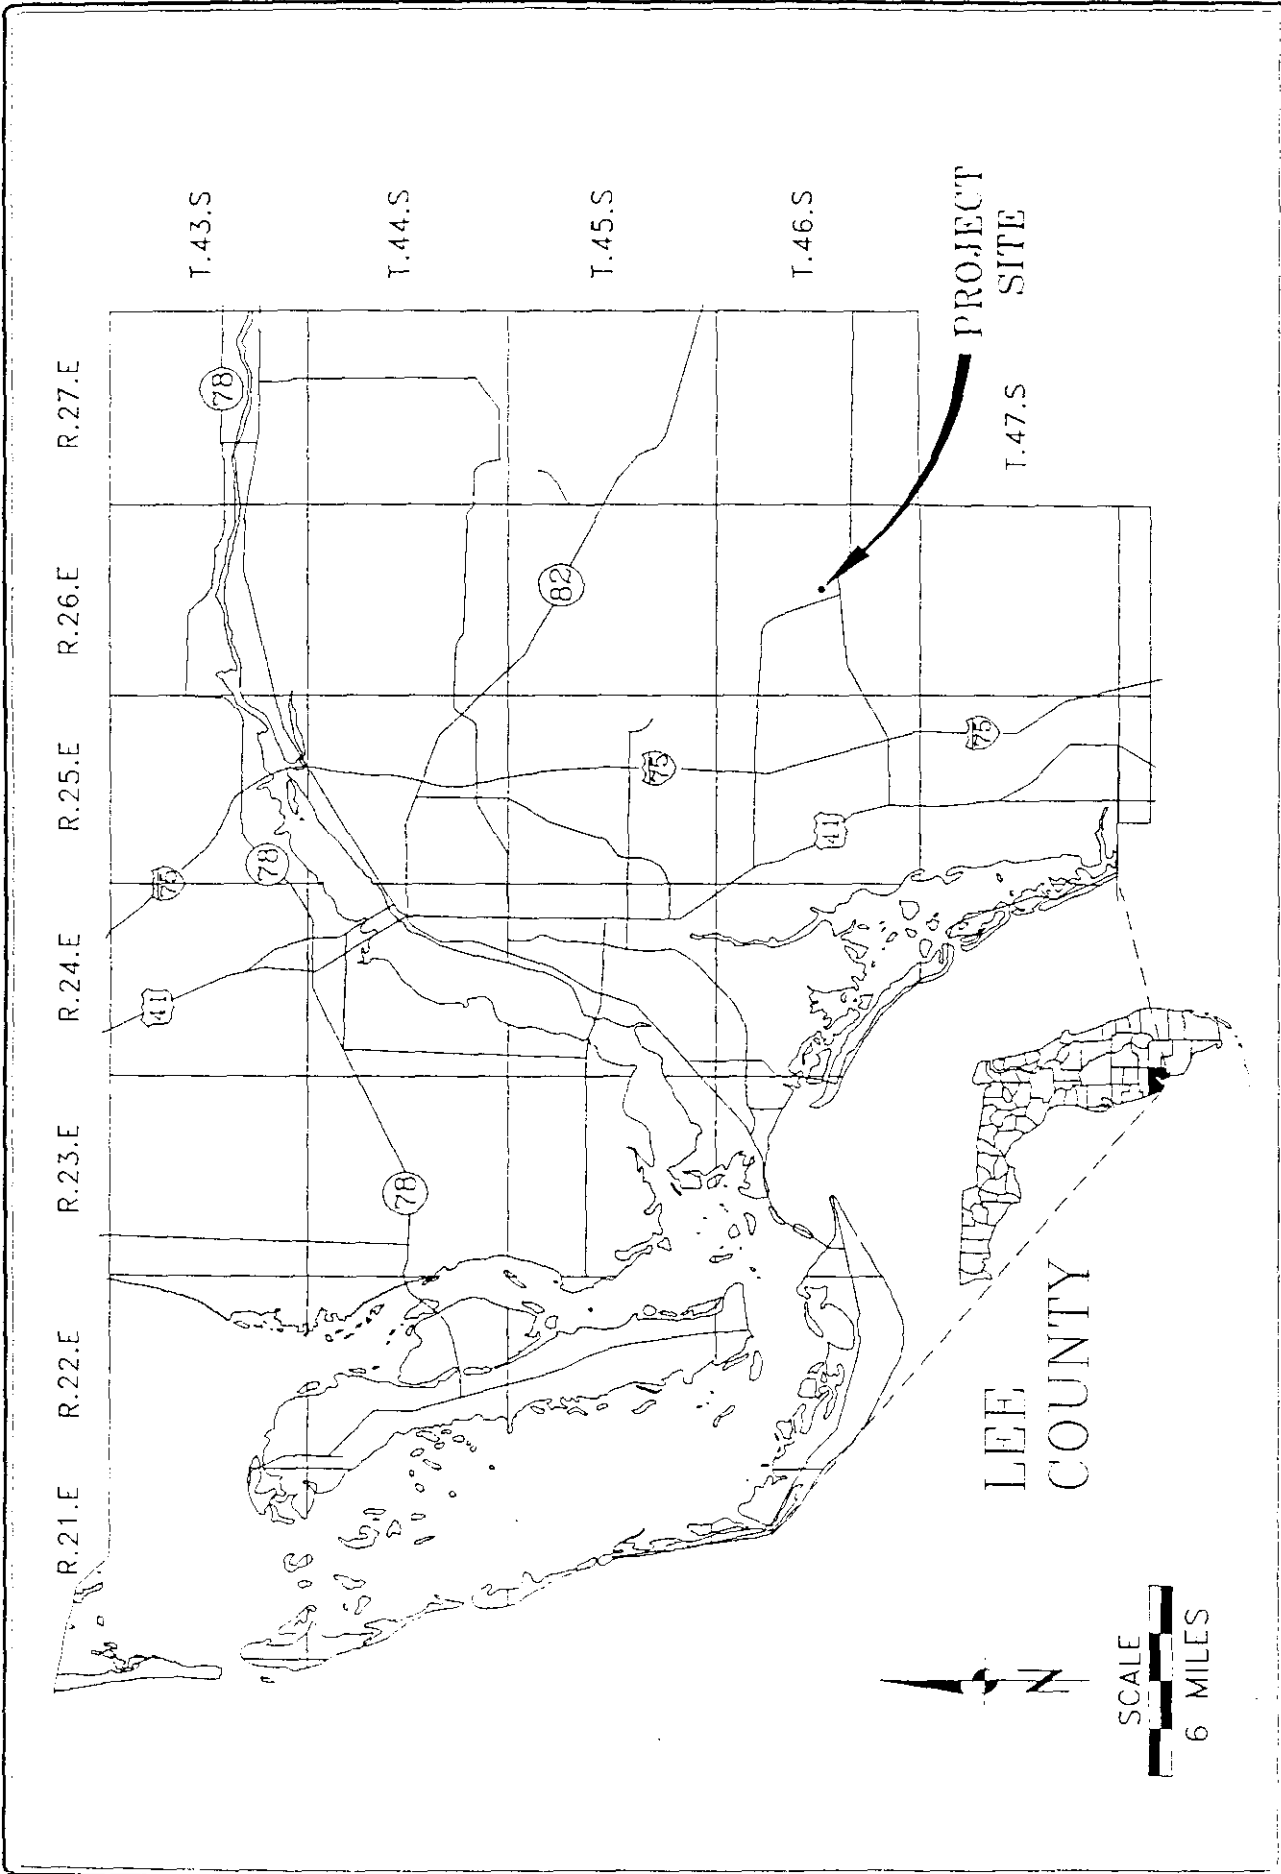 R.21.E
R.22.E
R.23.E
R.24.E
R.25.E
R.26.E
R.27.E
T.43.S
T.44.S
T.45.S
T.46.S
T.47.S
41
75
78
78
78
82
75
41
75
PROJECT
SITE
LEE
COUNTY
N
SCALE
6 MILES